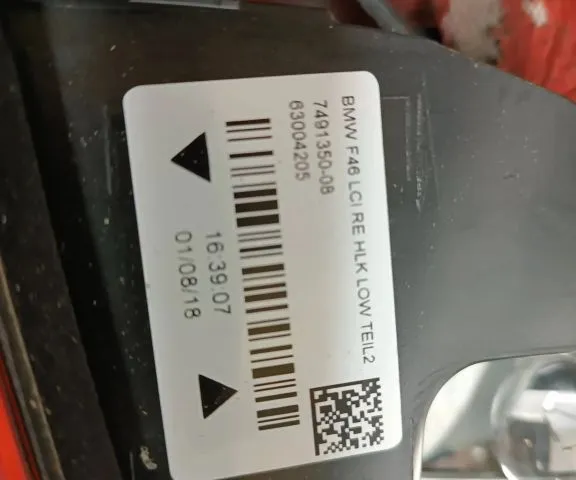 BMW F46 LCI RE HLK LOW TEIL2
7491350-08
63004205
16:39:07
01/08/18